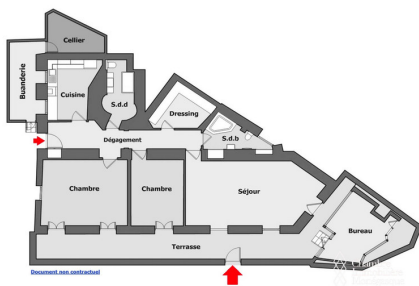 Cellier
Buanderie
Cuisine
S.d.d
Dressing
S.d.b
Dégagement
Chambre
Chambre
Séjour
Bureau
Terrasse
Document non contractuel